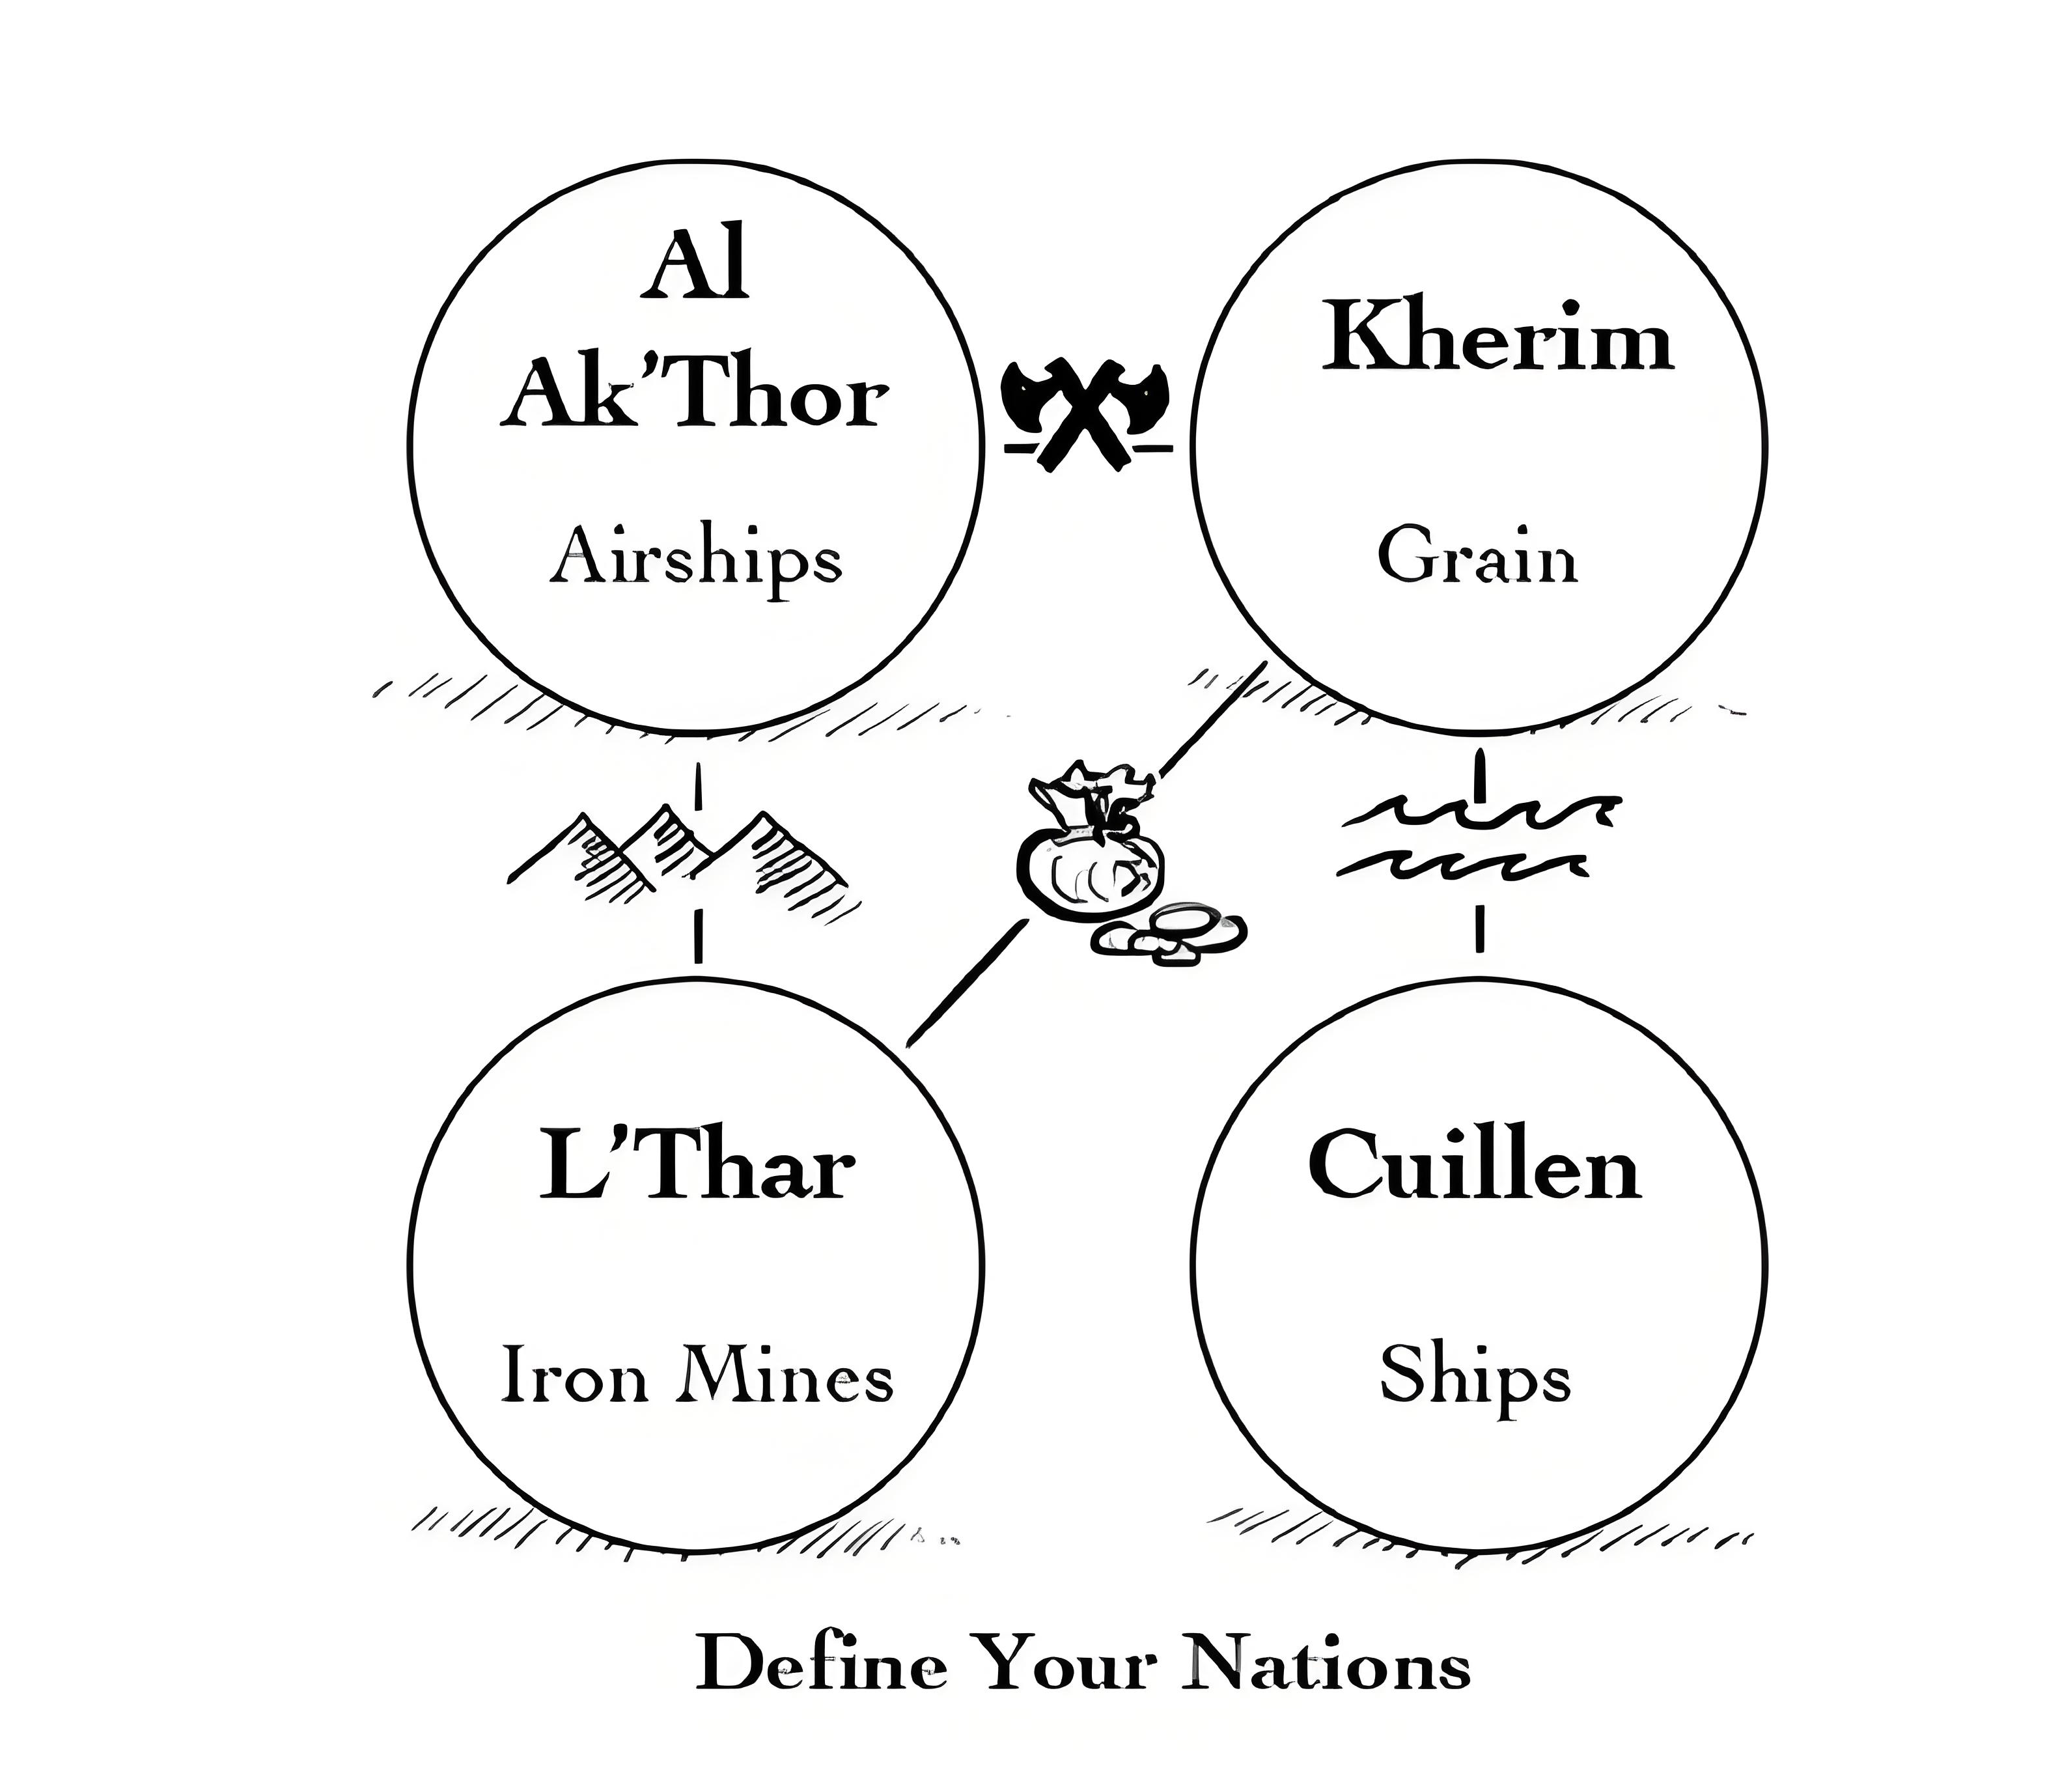 Al
Ak'Thor
Airships
Kherim
Grain
L'Thar
Iron Mines
Cuillen
Ships
Define Your Nations